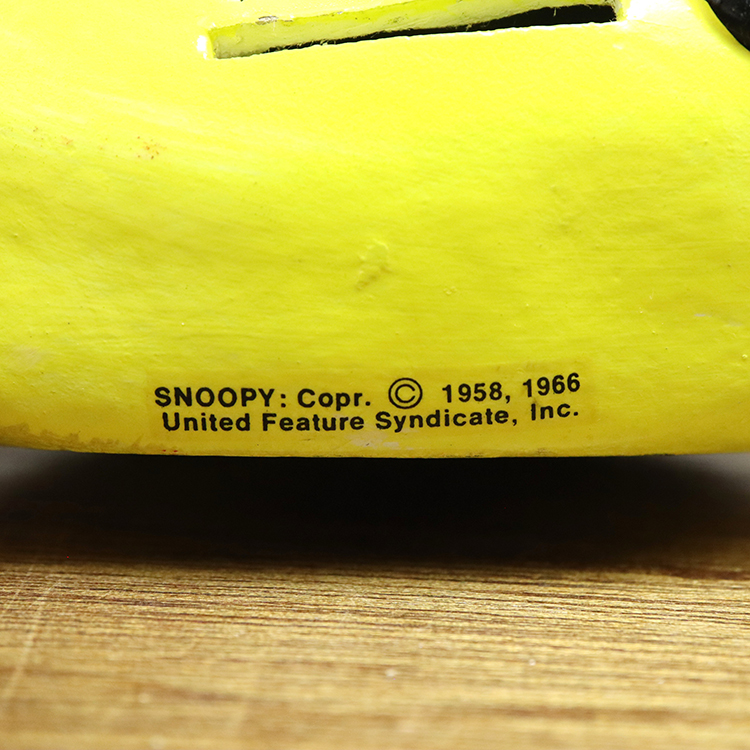 SNOOPY: Copr. © 1958, 1966
United Feature Syndicate, Inc.